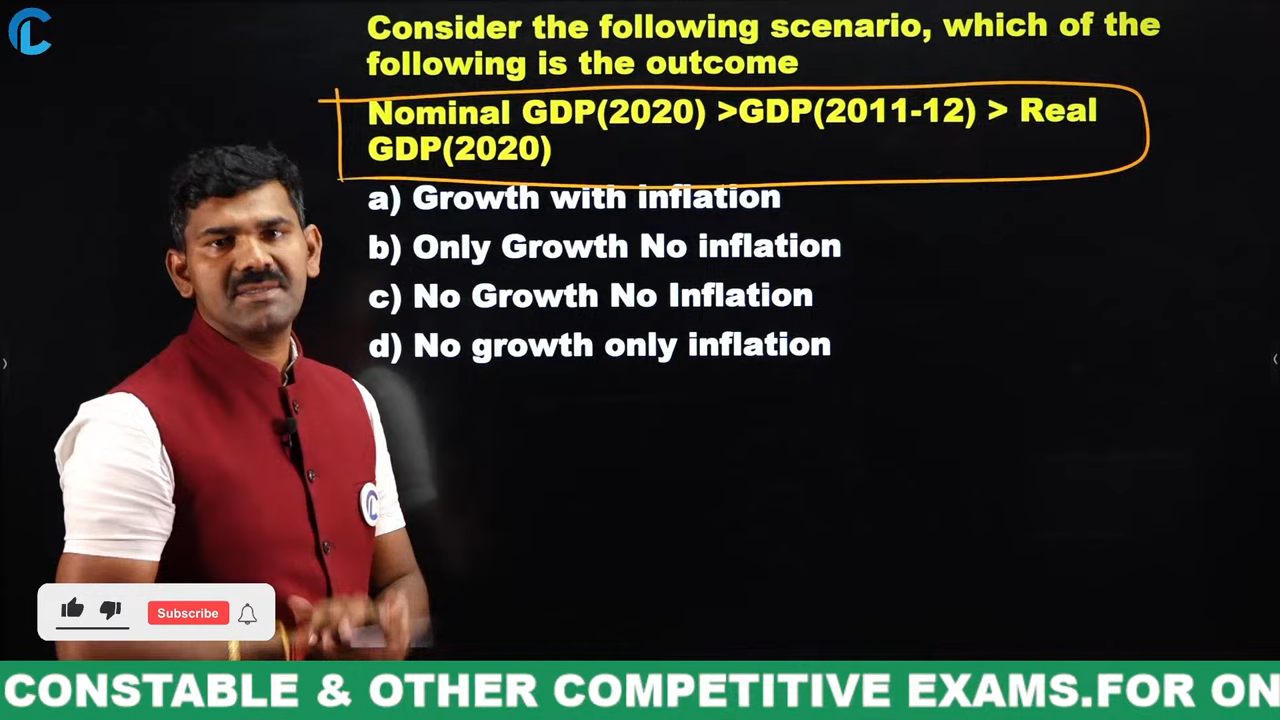 Consider the following scenario, which of the
following is the outcome
Nominal GDP(2020) >GDP(2011-12) > Real
GDP(2020)
a) Growth with inflation
b) Only Growth No inflation
c) No Growth No Inflation
d) No growth only inflation
Subscribe
CONSTABLE & OTHER COMPETITIVE EXAMS.FOR ON